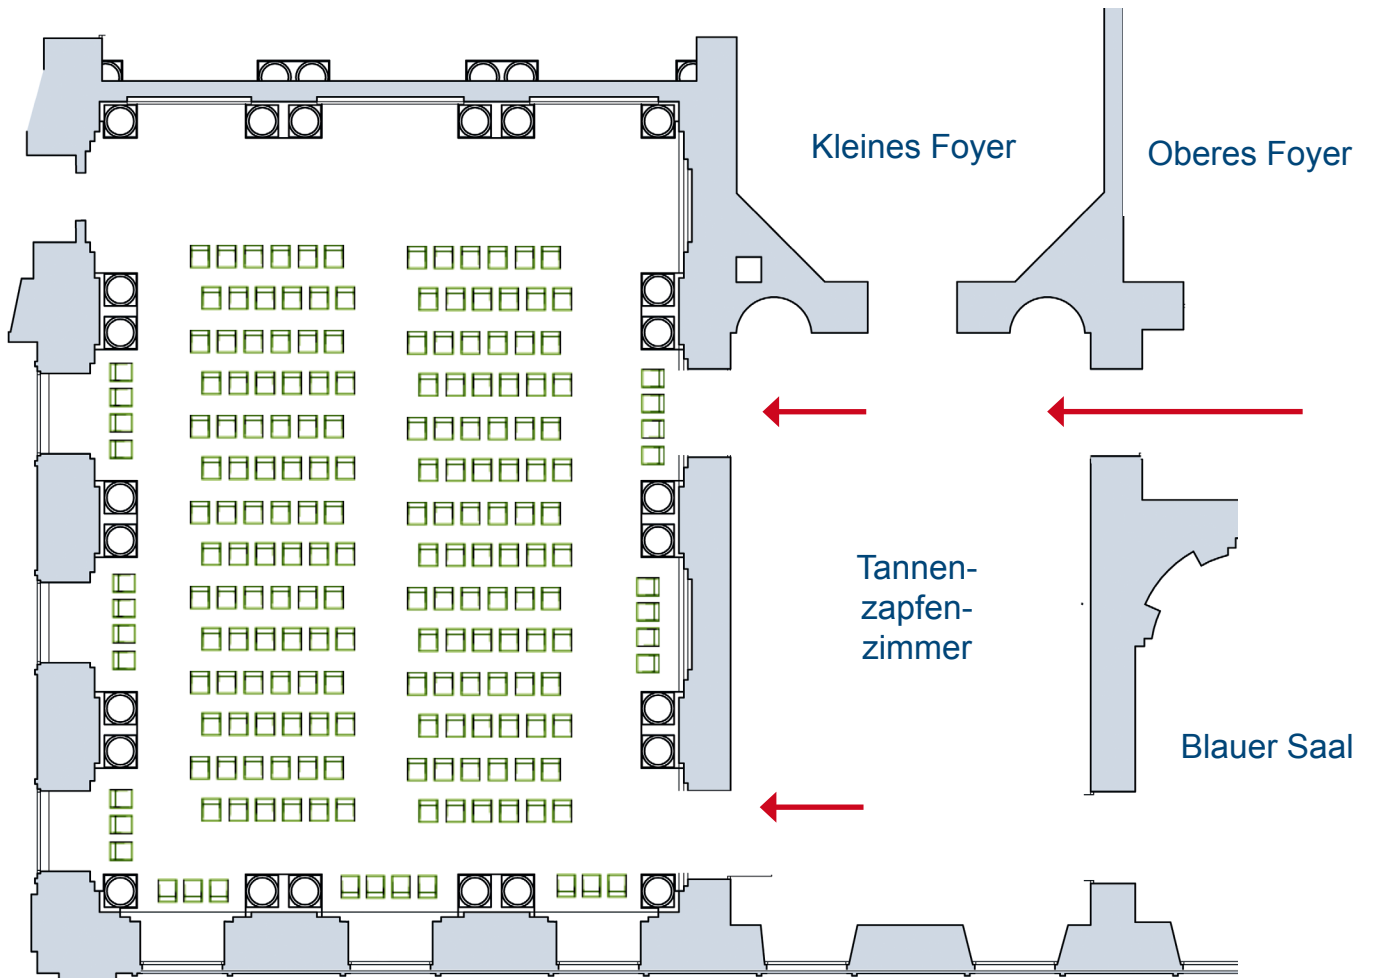 Kleines Foyer
Oberes Foyer
Tannen-
zapfen-
zimmer
Blauer Saal